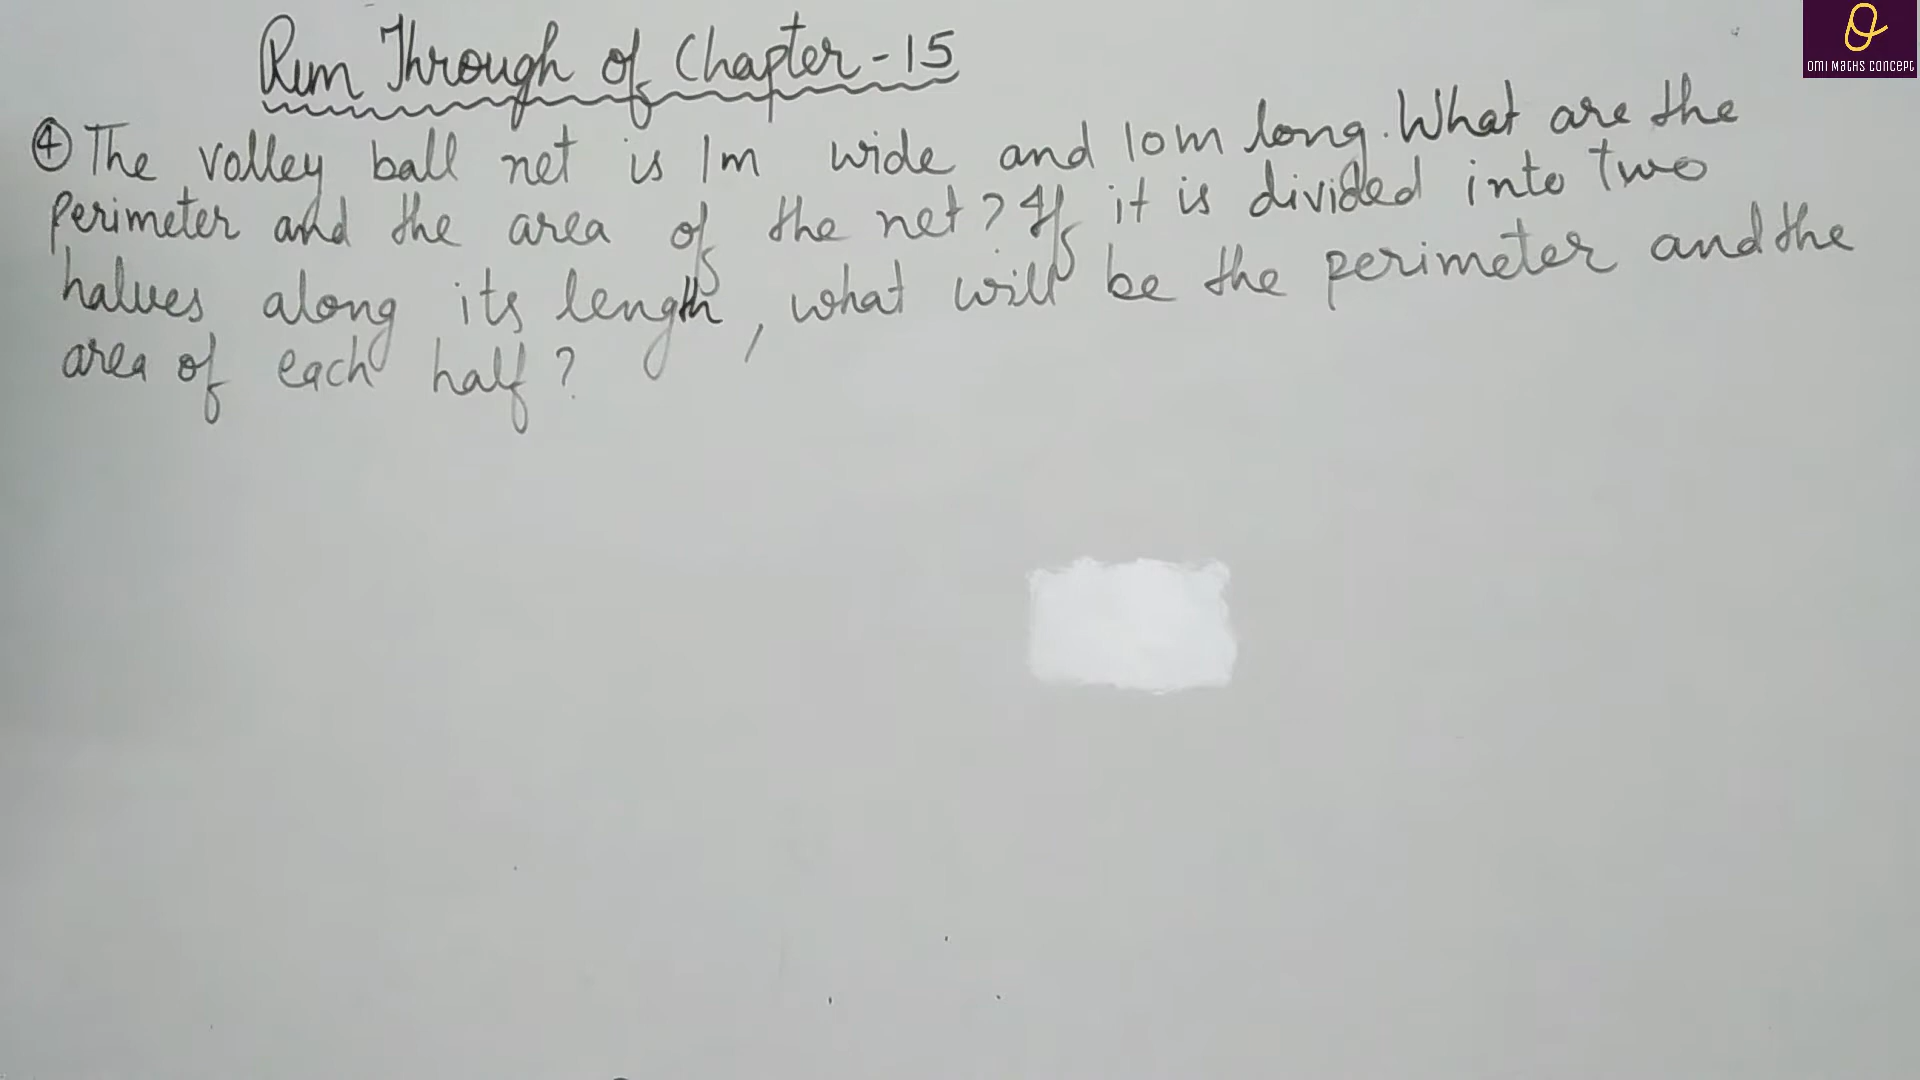 Run Through of Chapter-15
④ The volley ball net is 1m wide and 10m long. What are the
perimeter and the area of the net? If it is divided into two
halves along its length, what will be the perimeter and the
area of each half?
OMI MATHS CONCEPT